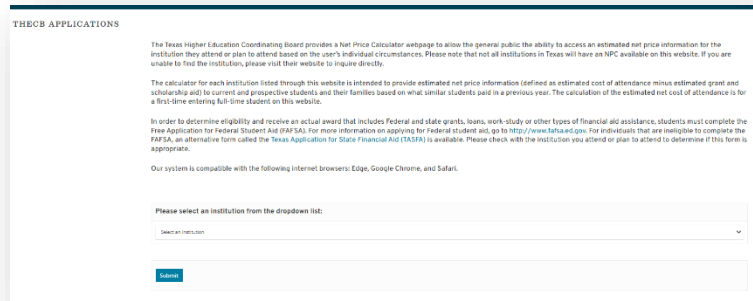 THECB APPLICATIONS
The Texas Higher Education Coordinating Board provides a Net Price Calculator webpage to allow the general public the ability to access an estimated net price information for the
institution they attend or plan to attend based on the user's individual circumstances. Please note that not all institutions in Texas will have an NPC available on this website. If you are
unable to find the institution, please visit their website to inquire directly.
The calculator for each institution listed through this website is intended to provide estimated net price information (defined as estimated cost of attendance minus estimated grant and
scholarship aid) to current and prospective students and their families based on what similar students paid in a previous year. The calculation of the estimated net cost of attendance is for
a first-time entering full-time student on this website.
In order to determine eligibility and receive an actual award that includes Federal and state grants, loans, work-study or other types of financial aid assistance, students must complete the
Free Application for Federal Student Aid (FAFSA). For more information on applying for Federal student aid, go to http://www.fafsa.ed.gov. For individuals that are ineligible to complete the
FAFSA, an alternative form called the Texas Application for State Financial Aid (TASFA) is available. Please check with the institution you attend or plan to attend to determine if this form is
appropriate.
Our system is compatible with the following internet browsers: Edge, Google Chrome, and Safari.
Please select an institution from the dropdown list:
Select an Institution
Submit